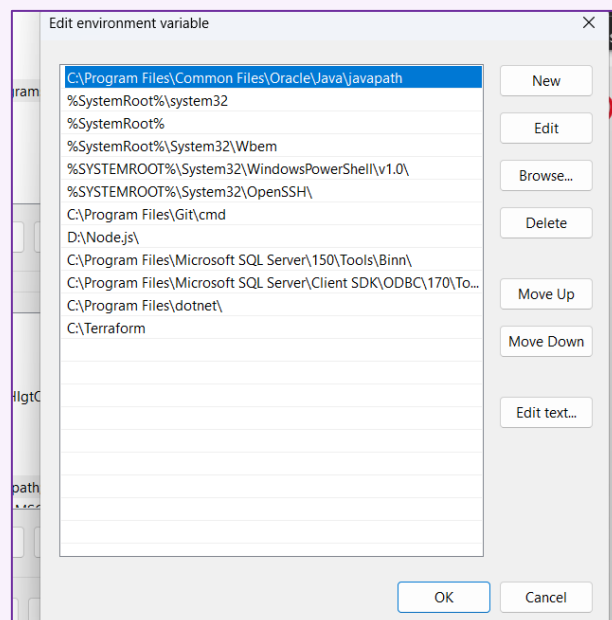 Edit environment variable
C:\Program Files\Common Files\Oracle\Java\javapath
%SystemRoot%\system32
%SystemRoot%
%SystemRoot%\System32\Wbem
%SYSTEMROOT%\System32\WindowsPowerShell\v1.0\
%SYSTEMROOT%\System32\OpenSSH\
C:\Program Files\Git\cmd
D:\Node.js\
C:\Program Files\Microsoft SQL Server\150\Tools\Binn\
C:\Program Files\Microsoft SQL Server\Client SDK\ODBC\170\To...
C:\Program Files\dotnet\
C:\Terraform
New
Edit
Browse...
Delete
Move Up
Move Down
Edit text...
OK
Cancel
ram
path